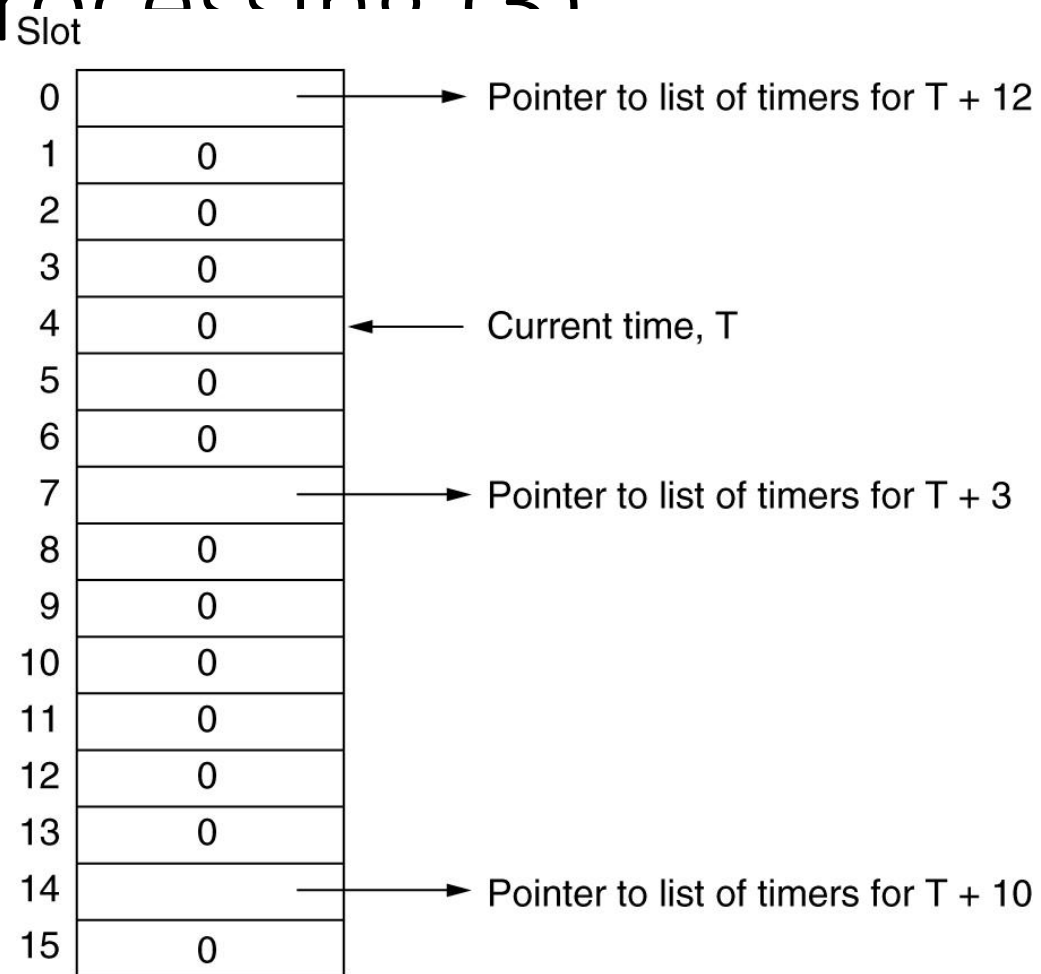 Slot
0 Pointer to list of timers for T + 12
1 0
2 0
3 0
4 0 Current time, T
5 0
6 0
7 Pointer to list of timers for T + 3
8 0
9 0
10 0
11 0
12 0
13 0
14 Pointer to list of timers for T + 10
15 0